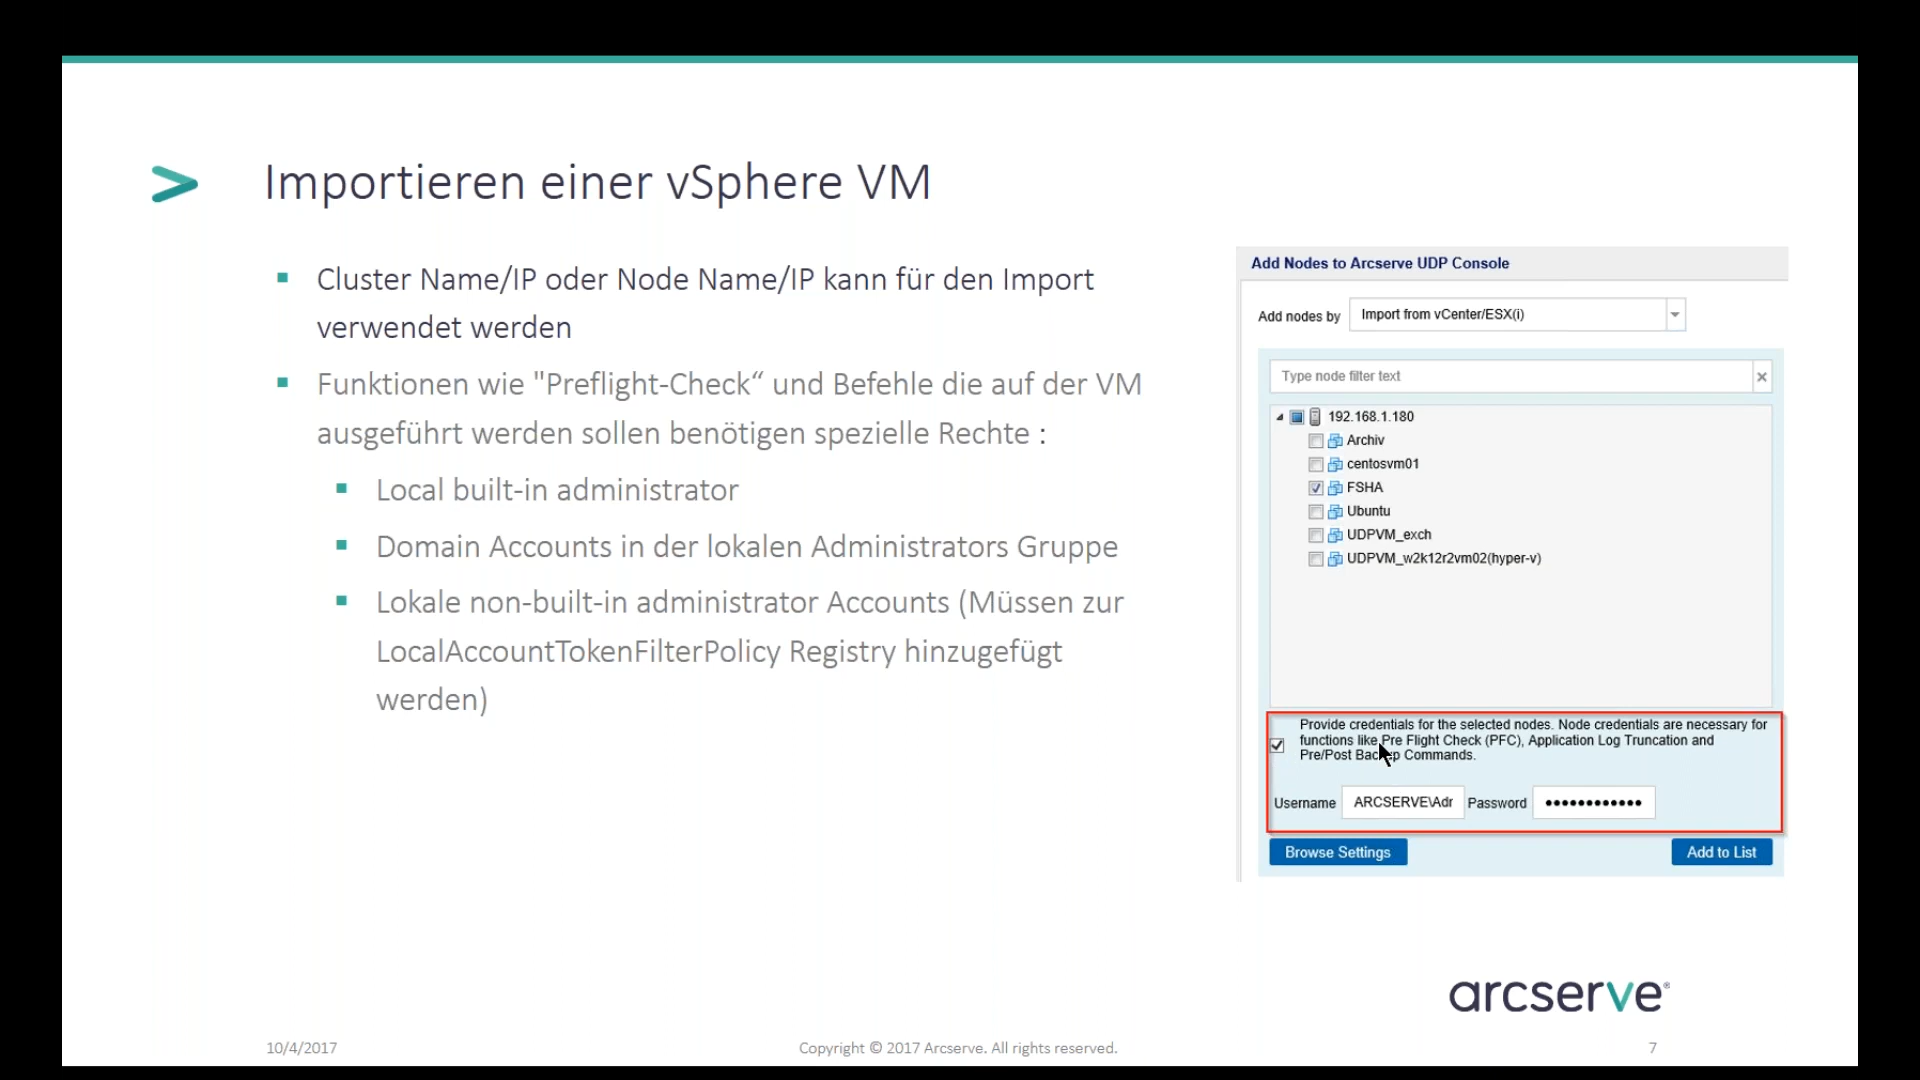 Importieren einer vSphere VM
Cluster Name/IP oder Node Name/IP kann für den Import
verwendet werden
Funktionen wie "Preflight-Check“ und Befehle die auf der VM
ausgeführt werden sollen benötigen spezielle Rechte :
Local built-in administrator
Domain Accounts in der lokalen Administrators Gruppe
Lokale non-built-in administrator Accounts (Müssen zur
LocalAccountTokenFilterPolicy Registry hinzugefügt
werden)
Add Nodes to Arcserve UDP Console
Add nodes by Import from vCenter/ESX(i)
Type node filter text
192.168.1.180
Archiv
centosvm01
FSHA
Ubuntu
UDPVM_exch
UDPVM_w2k12r2vm02(hyper-v)
Provide credentials for the selected nodes. Node credentials are necessary for
functions like Pre Flight Check (PFC), Application Log Truncation and
Pre/Post Backup Commands.
Username ARCSERVE\Adr Password ••••••••••••
Browse Settings Add to List
arcserve®
10/4/2017 Copyright © 2017 Arcserve. All rights reserved. 7